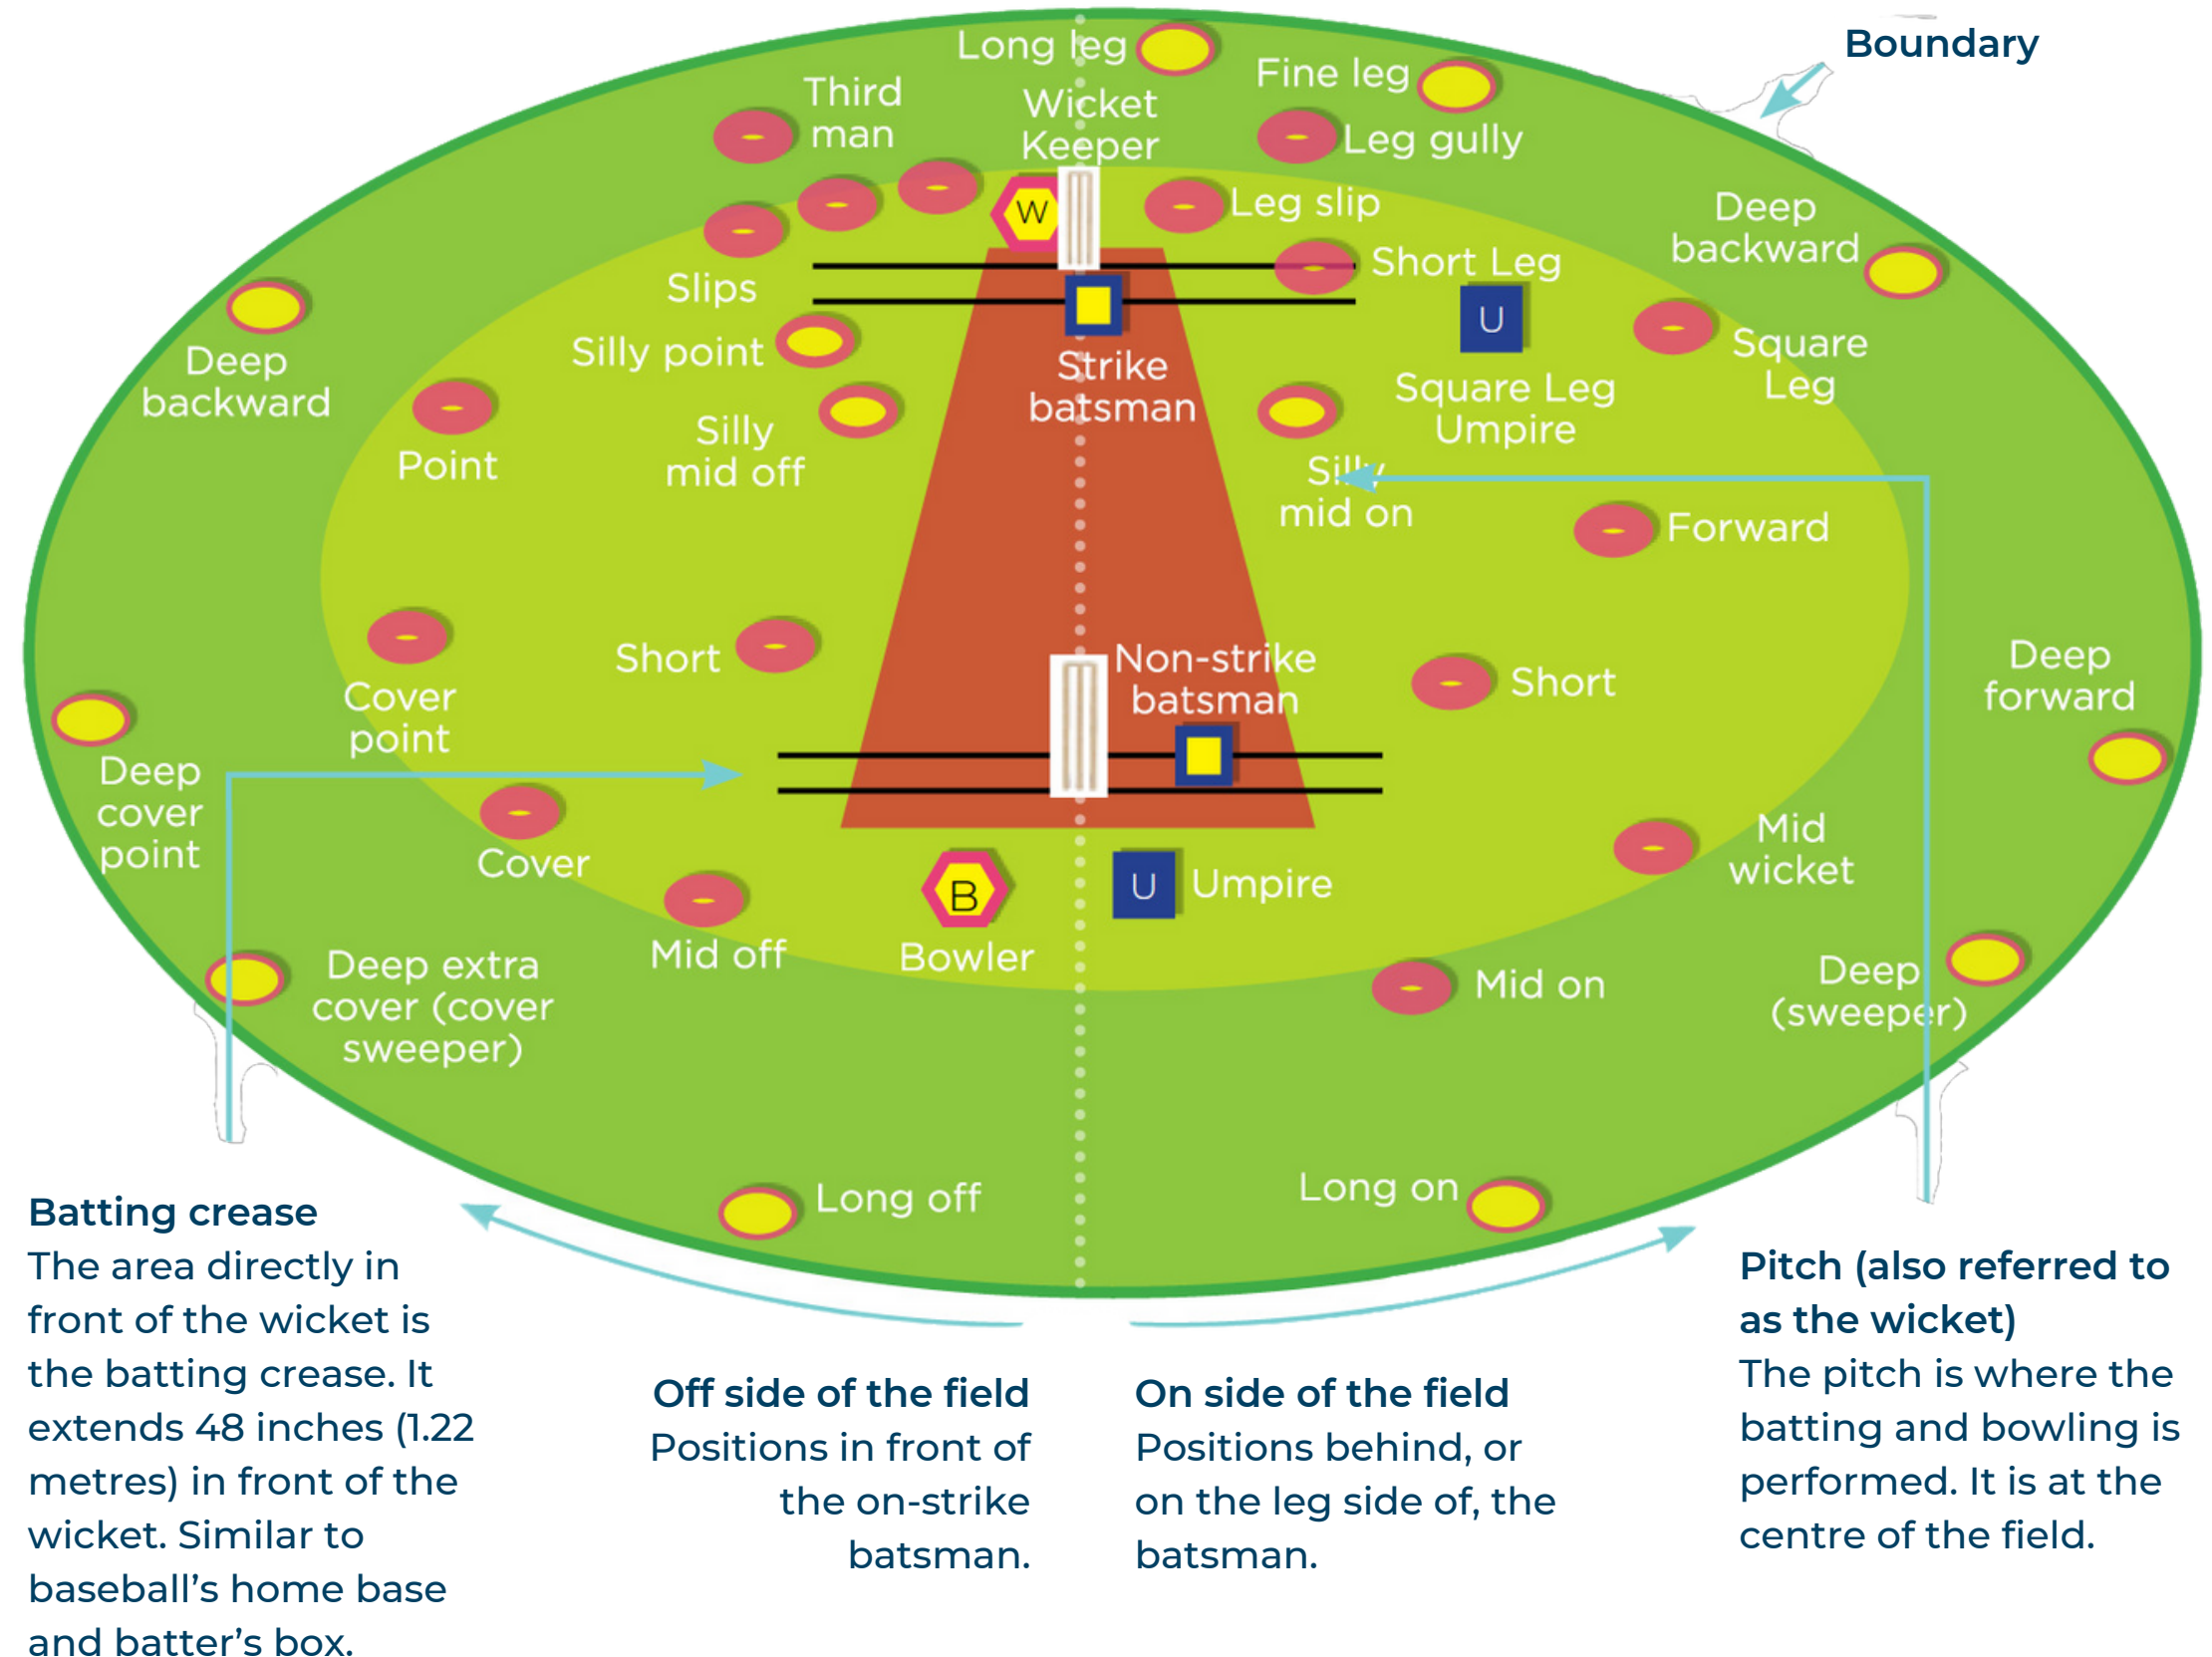 Boundary
Long leg
Fine leg
Third
man
Wicket
Keeper
Leg gully
W
Leg slip
Deep
backward
Short Leg
Slips
U
Silly point
Square
Leg
Deep
backward
Strike
batsman
Square Leg
Umpire
Point
Silly
mid off
Silly
mid on
Forward
Short
Non-strike
batsman
Short
Deep
forward
Cover
point
Deep
cover
point
Cover
Mid
wicket
B
U
Umpire
Mid off
Bowler
Deep extra
cover (cover
sweeper)
Mid on
Deep
(sweeper)
Long off
Long on
Batting crease
The area directly in
front of the wicket is
the batting crease. It
extends 48 inches (1.22
metres) in front of the
wicket. Similar to
baseball’s home base
and batter’s box.
Off side of the field
Positions in front of
the on-strike
batsman.
On side of the field
Positions behind, or
on the leg side of, the
batsman.
Pitch (also referred to
as the wicket)
The pitch is where the
batting and bowling is
performed. It is at the
centre of the field.